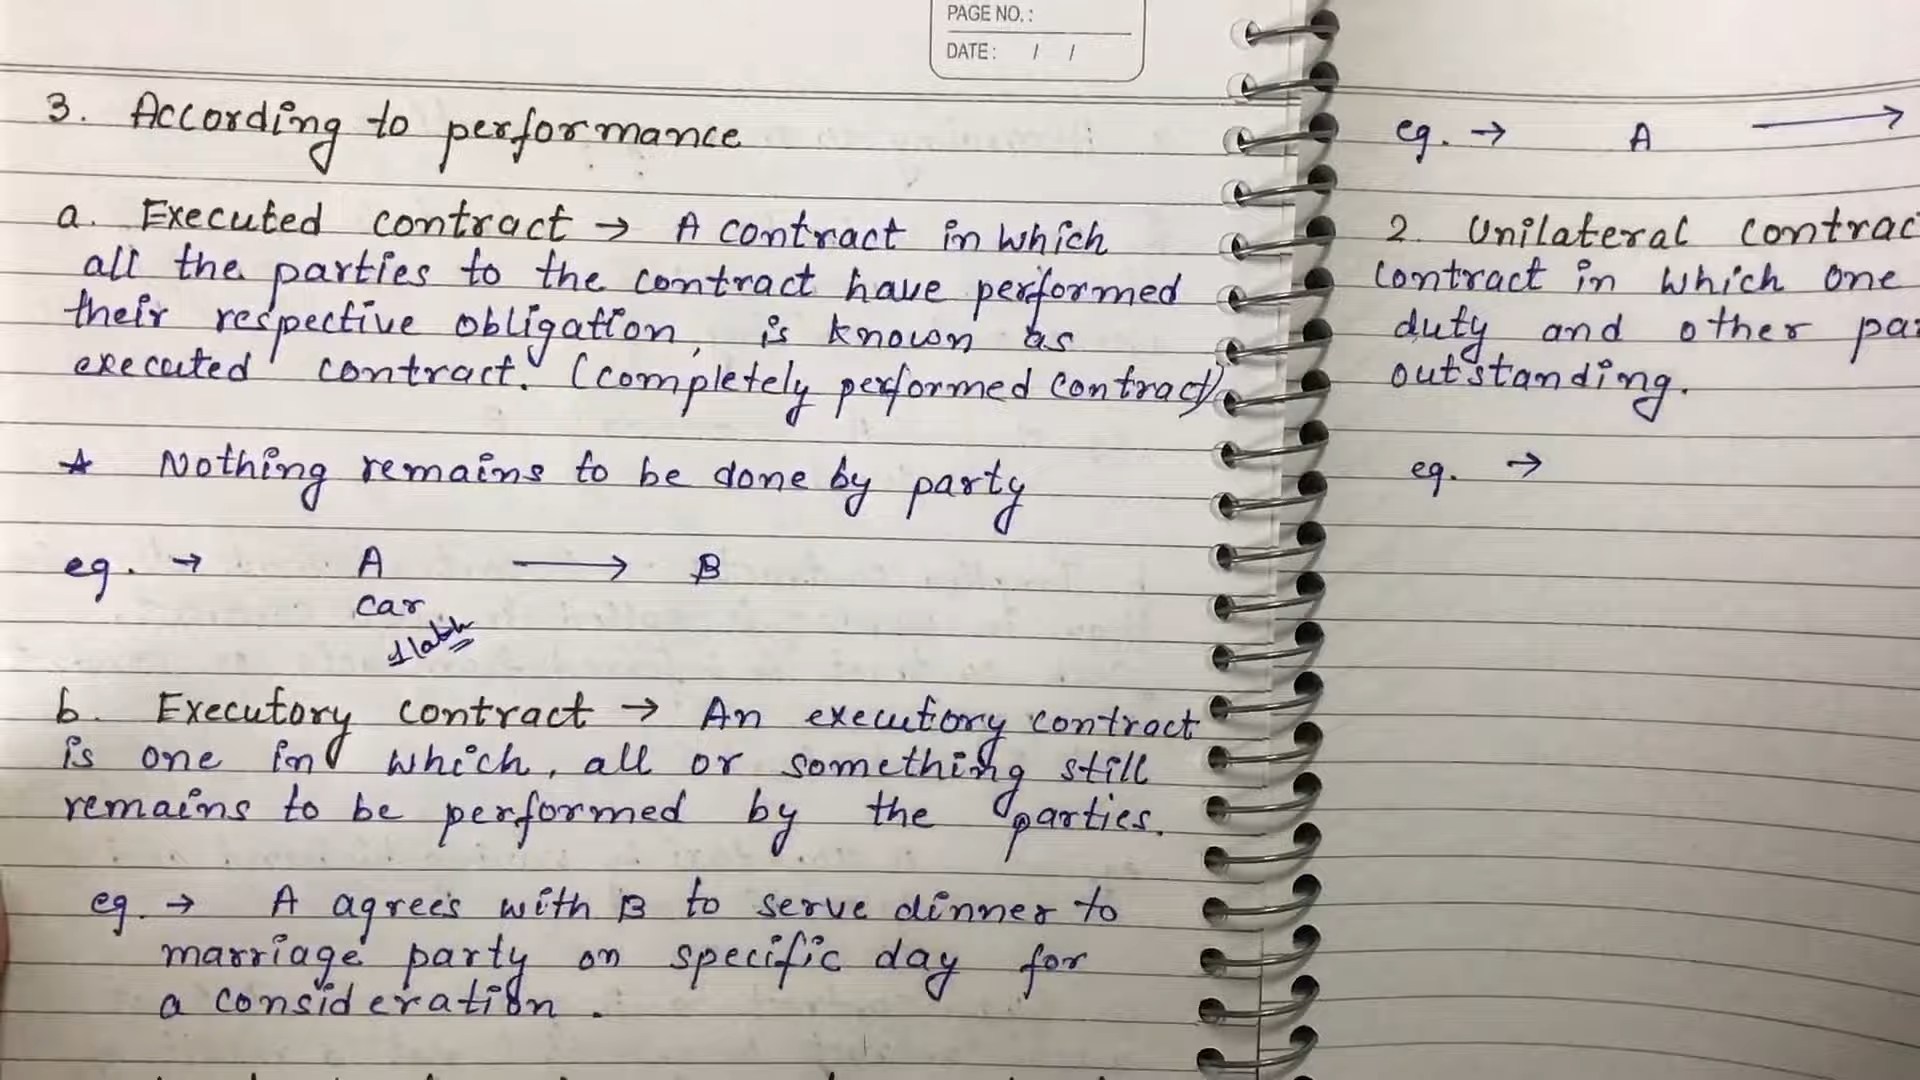 PAGE NO. :
DATE : / /
3. According to performance
a. Executed contract → A contract in which
all the parties to the contract have performed
their respective obligation, is known as
executed contract. (completely performed contract)
☆ Nothing remains to be done by party
eg. → A → B
car
1 lakh
b. Executory contract → An executory contract
is one in which, all or something still
remains to be performed by the parties.
eg. → A agrees with B to serve dinner to
marriage party on specific day for
a consideration.
eg. → A →
2. Unilateral contrac
contract in which one
duty and other pa
outstanding.
eg. →